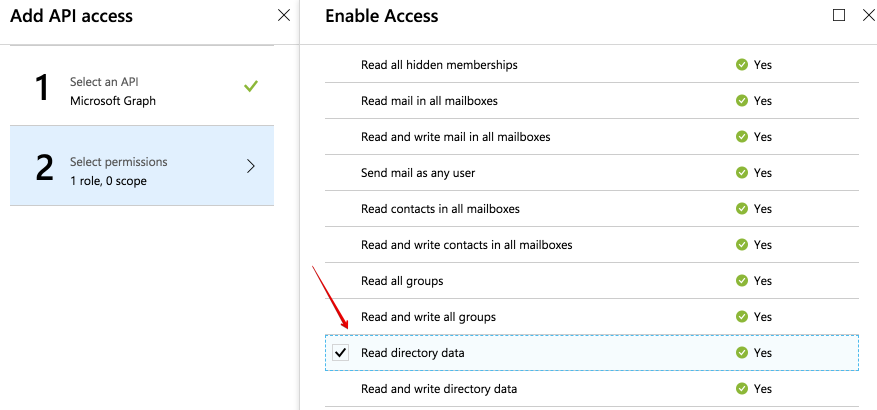 Add API access
1
Select an API
Microsoft Graph
2
Select permissions
1 role, 0 scope
Enable Access
Read all hidden memberships Yes
Read mail in all mailboxes Yes
Read and write mail in all mailboxes Yes
Send mail as any user Yes
Read contacts in all mailboxes Yes
Read and write contacts in all mailboxes Yes
Read all groups Yes
Read and write all groups Yes
Read directory data Yes
Read and write directory data Yes